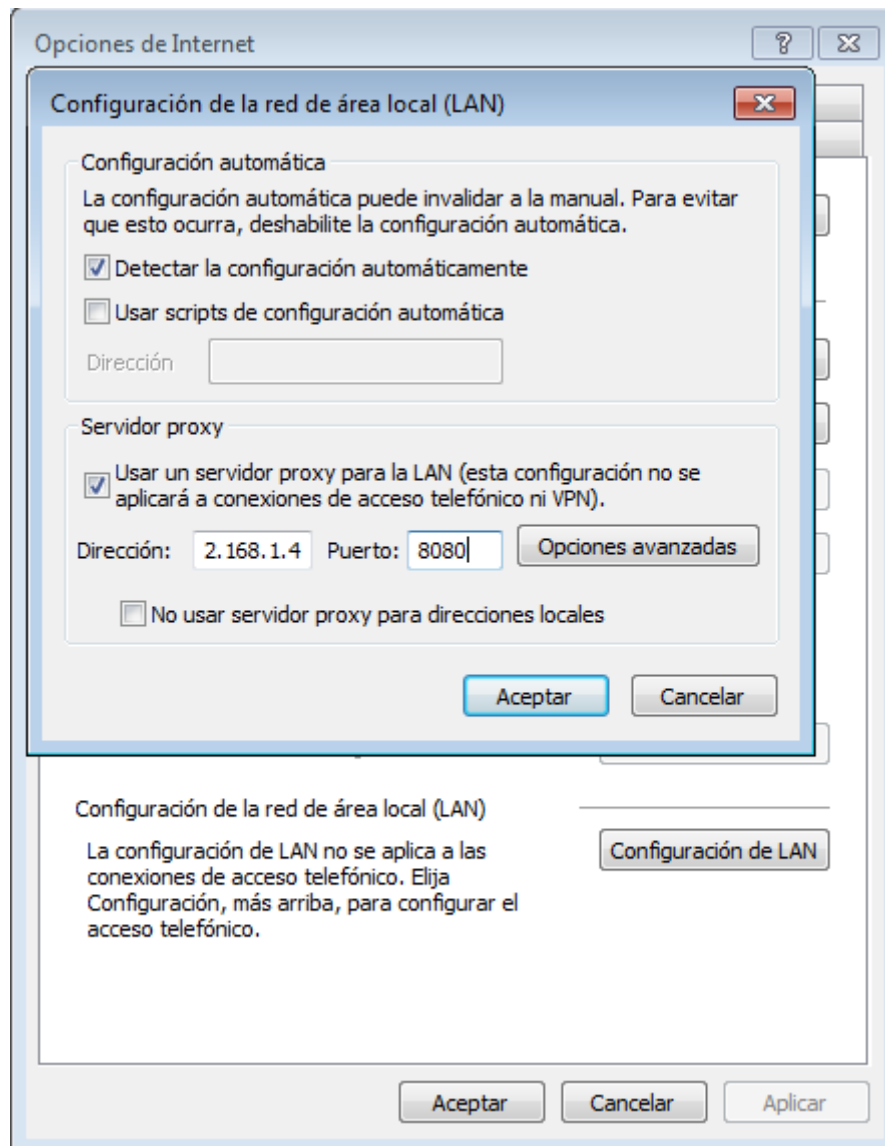 Opciones de Internet
Configuración de la red de área local (LAN)
Configuración automática
La configuración automática puede invalidar a la manual. Para evitar
que esto ocurra, deshabilite la configuración automática.
Detectar la configuración automáticamente
Usar scripts de configuración automática
Dirección
Servidor proxy
Usar un servidor proxy para la LAN (esta configuración no se
aplicará a conexiones de acceso telefónico ni VPN).
Dirección: 2.168.1.4 Puerto: 8080 Opciones avanzadas
No usar servidor proxy para direcciones locales
Aceptar Cancelar
Configuración de la red de área local (LAN)
La configuración de LAN no se aplica a las
conexiones de acceso telefónico. Elija
Configuración, más arriba, para configurar el
acceso telefónico.
Configuración de LAN
Aceptar Cancelar Aplicar